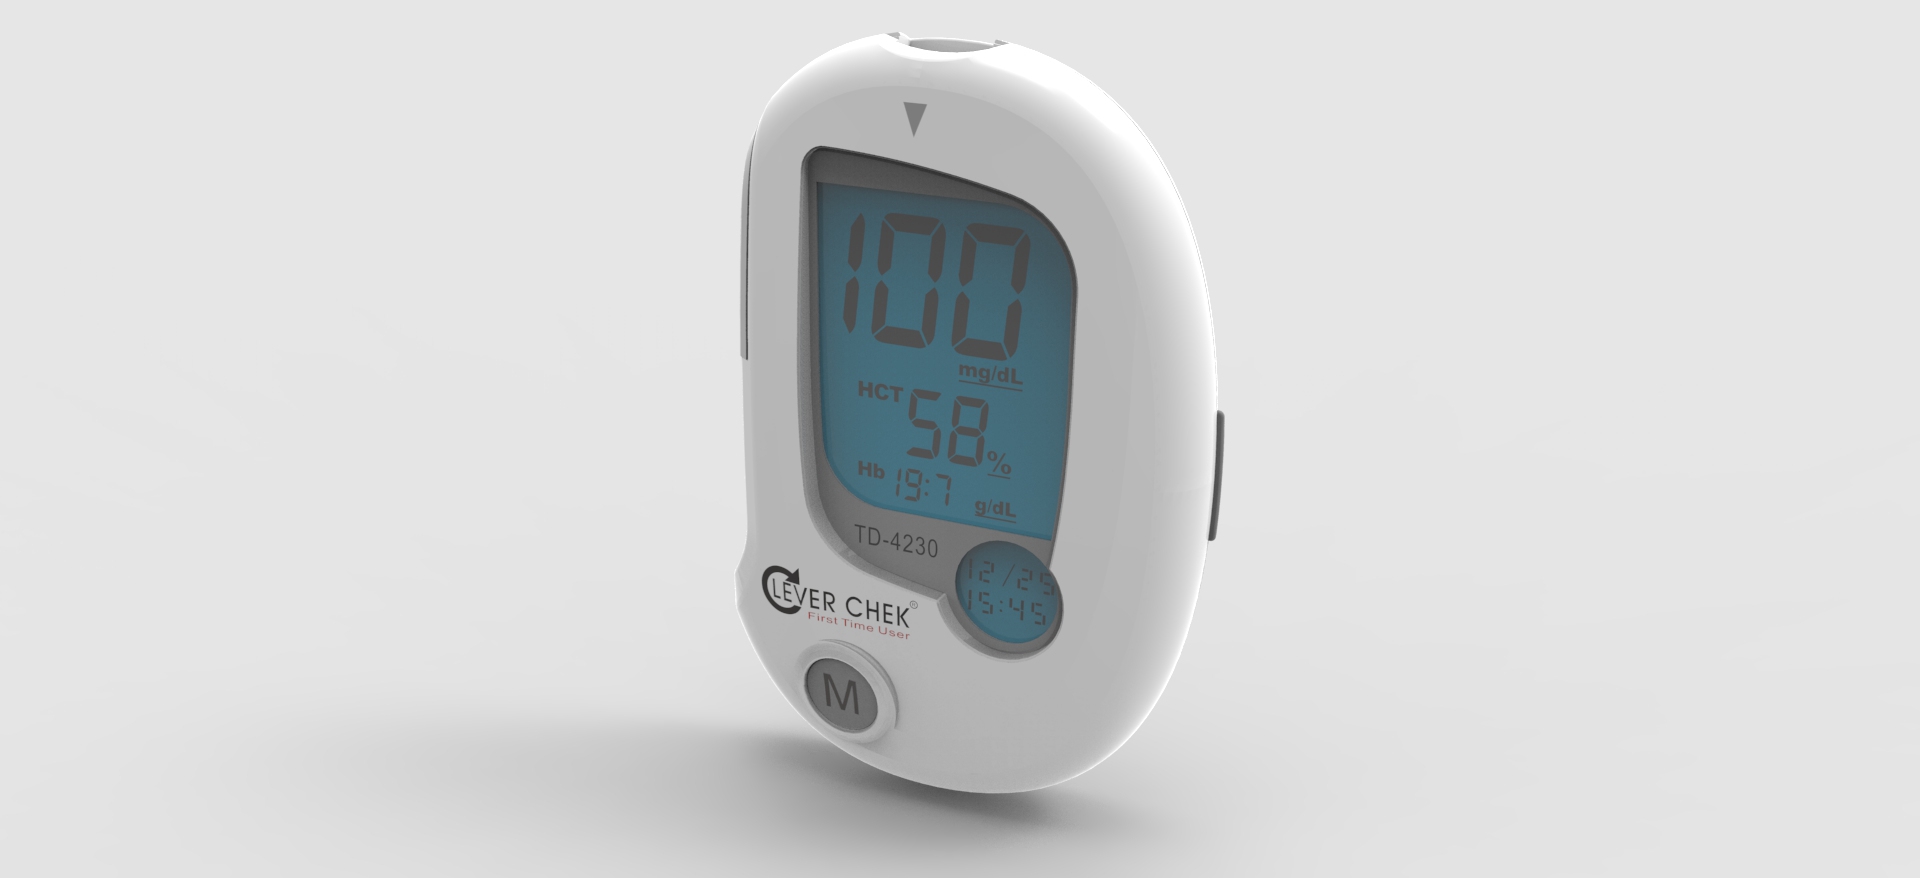 100
mg/dL
HCT 58 %
Hb 19:7 g/dL
TD-4230
12/25
15:45
CLEVER CHEK®
First Time User
M